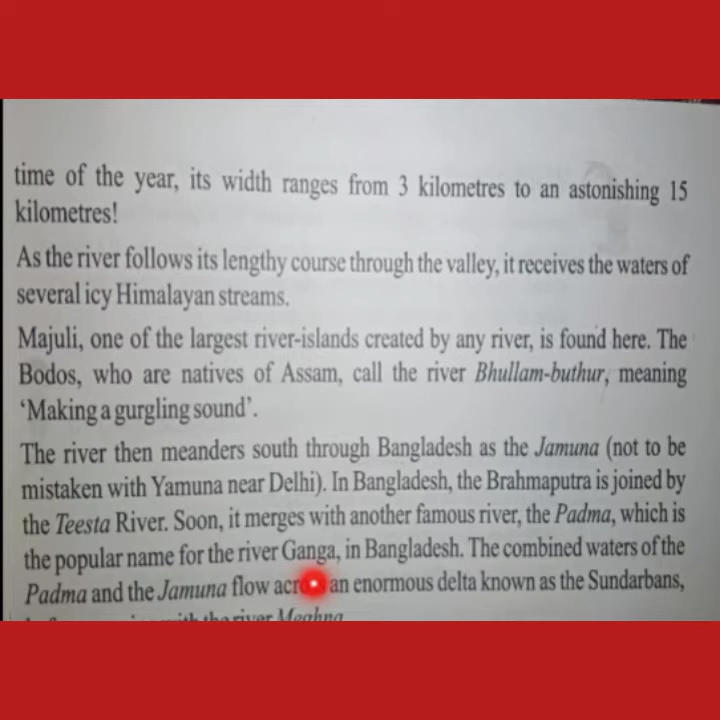 time of the year, its width ranges from 3 kilometres to an astonishing 15
kilometres!
As the river follows its lengthy course through the valley, it receives the waters of
several icy Himalayan streams.
Majuli, one of the largest river-islands created by any river, is found here. The
Bodos, who are natives of Assam, call the river Bhullam-buthur, meaning
‘Making a gurgling sound’.
The river then meanders south through Bangladesh as the Jamuna (not to be
mistaken with Yamuna near Delhi). In Bangladesh, the Brahmaputra is joined by
the Teesta River. Soon, it merges with another famous river, the Padma, which is
the popular name for the river Ganga, in Bangladesh. The combined waters of the
Padma and the Jamuna flow an enormous delta known as the Sundarbans,
with the river Meghna